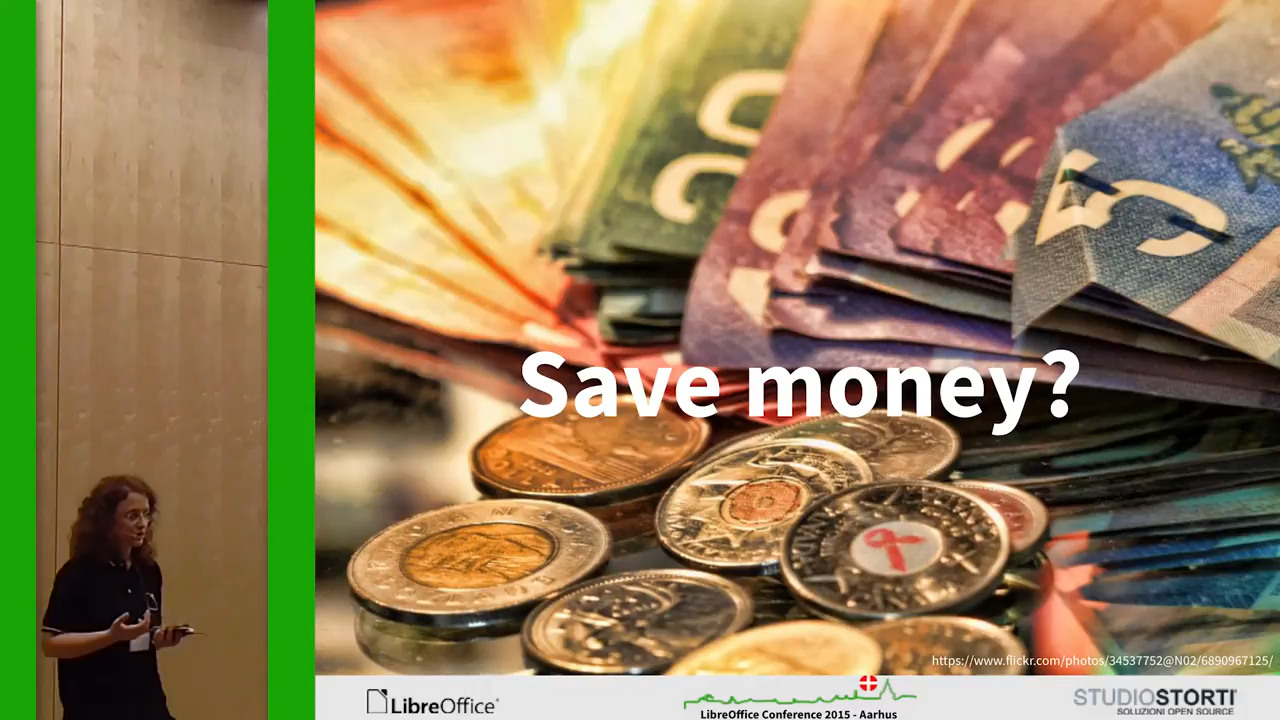 Save money?
https://www.flickr.com/photos/34537752@N02/6890967125/
LibreOffice®
LibreOffice Conference 2015 - Aarhus
STUDIOSTORTI
SOLUZIONI OPEN SOURCE